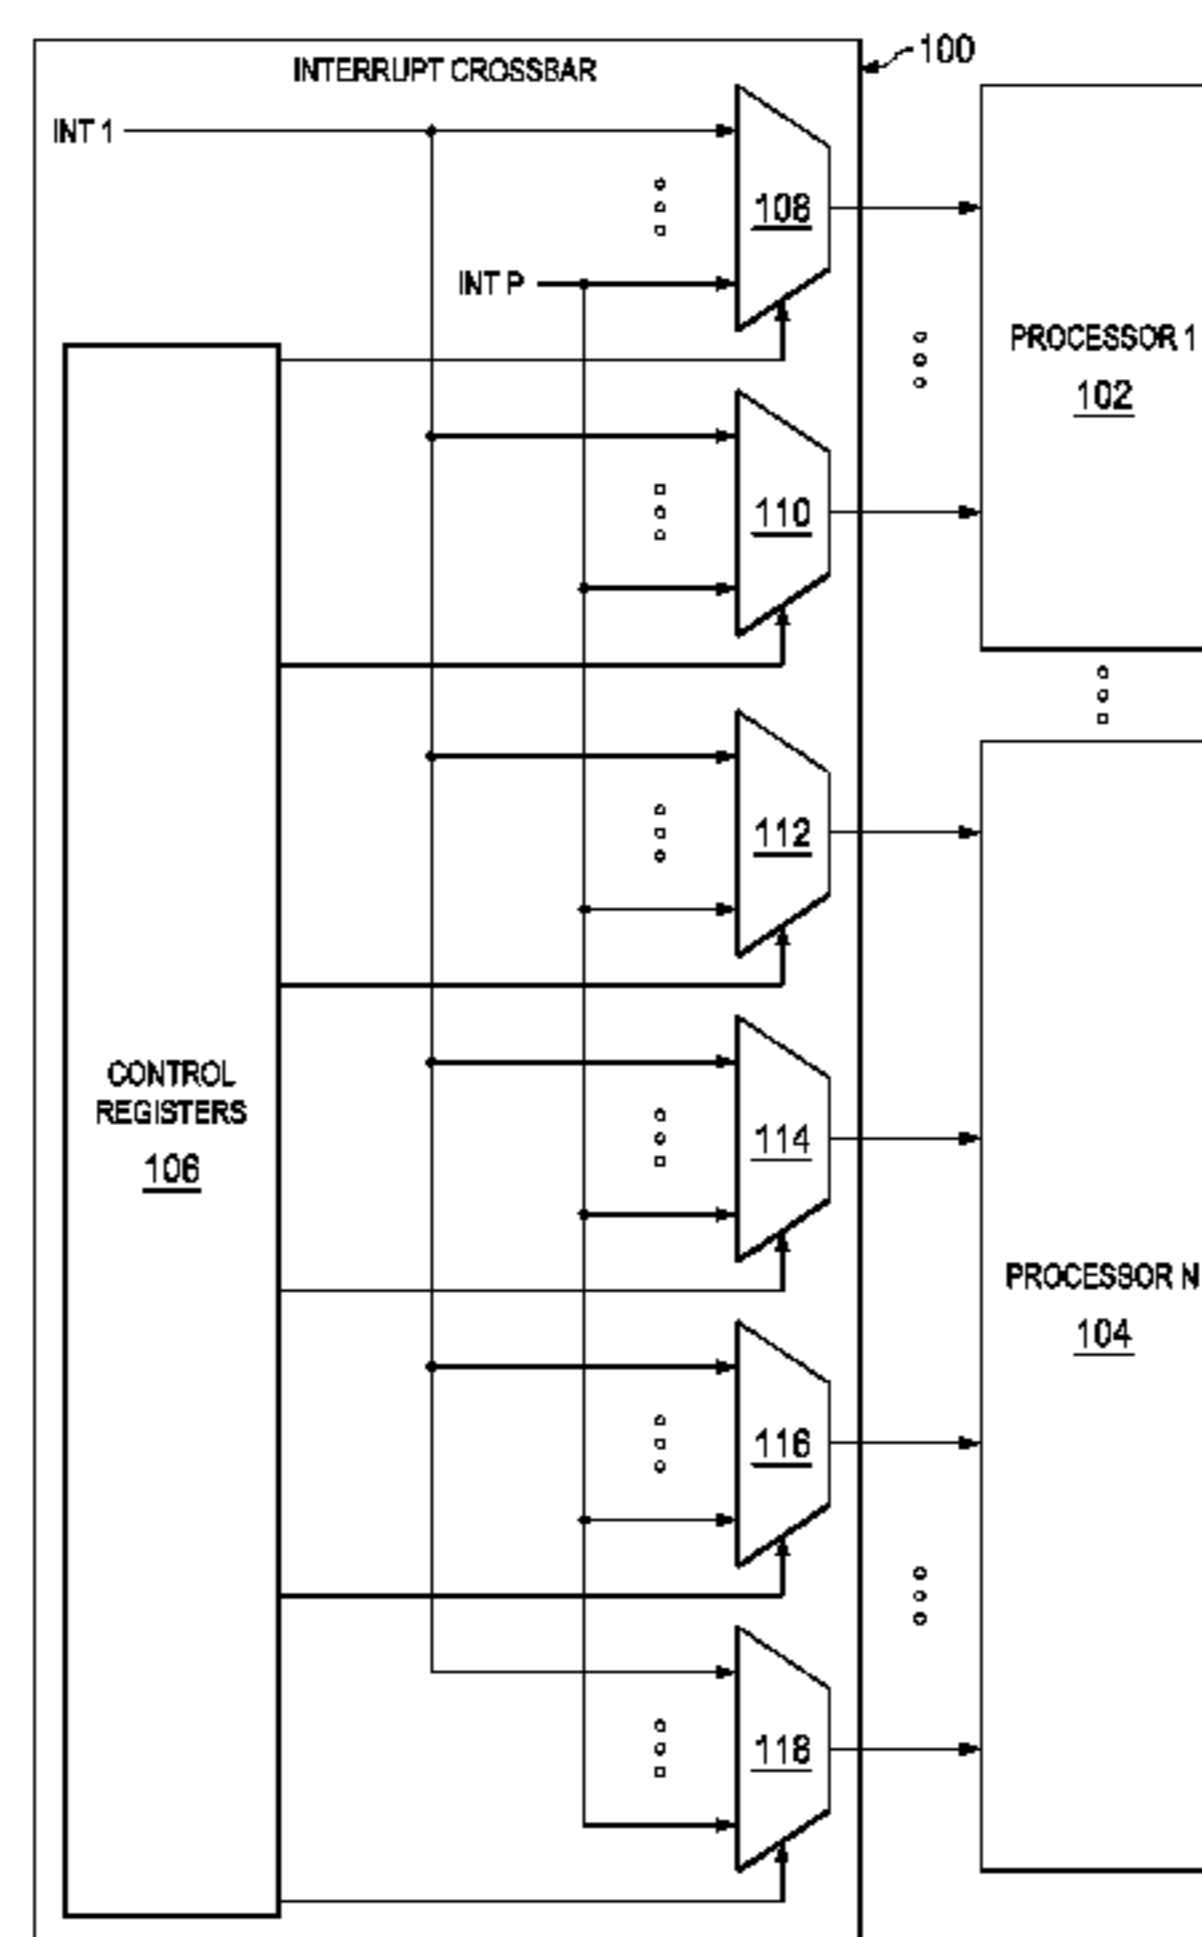 INTERRUPT CROSSBAR
100
INT 1
108
INT P
PROCESSOR 1
102
110
112
CONTROL
REGISTERS
106
114
PROCESSOR N
104
116
118